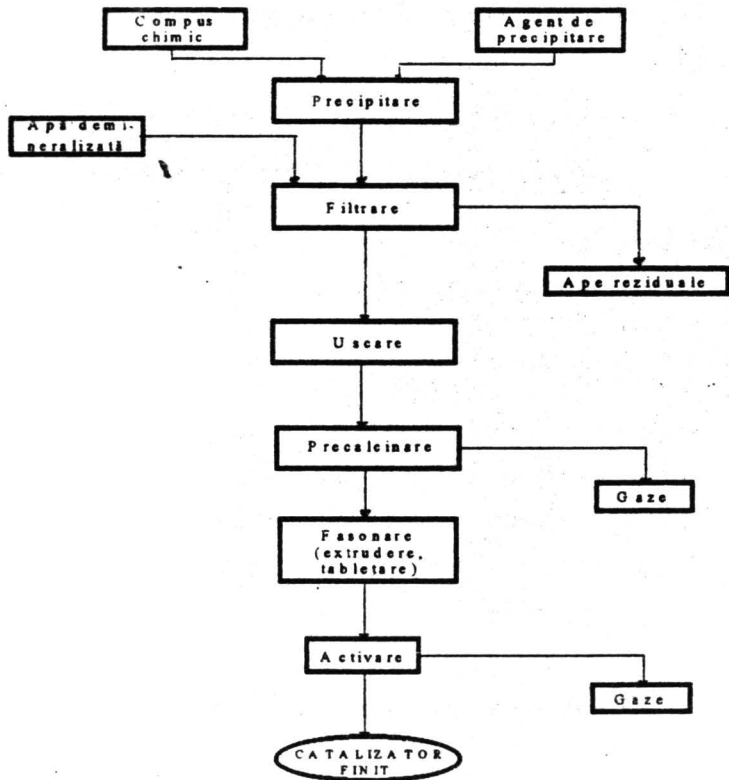 Compus
chimic
Agent de
precipitare
Precipitare
Apă demi-
neralizată
Filtrare
Ape reziduale
Uscare
Precalcinare
Gaze
Fasonare
(extrudere,
tabletare)
Activare
Gaze
CATALIZATOR
FINIT